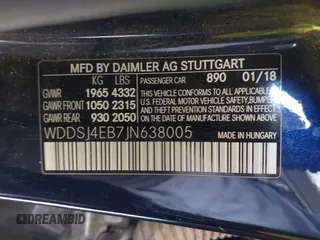 MFD BY DAIMLER AG STUTTGART
KG LBS PASSENGER CAR 890 01/18
GVWR 1965 4332
GAWR FRONT 1050 2315
GAWR REAR 930 2050
THIS VEHICLE CONFORMS TO ALL APPLICABLE FEDERAL MOTOR VEHICLE SAFETY, BUMPER, AND THEFT PREVENTION STANDARDS IN EFFECT ON THE DATE OF MANUFACTURE SHOWN ABOVE.
WDDSJ4EB7JN638005
MADE IN HUNGARY
DREAMBID